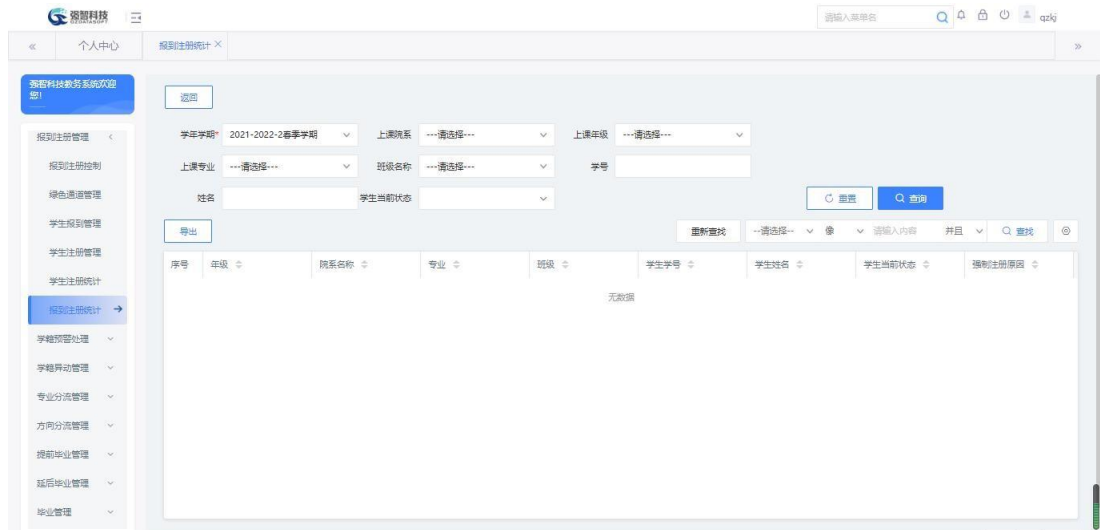 强智科技
QZDATASOFT
请输入菜单名
qzkj
个人中心
报到注册统计
强智科技教务系统欢迎
您!
返回
报到注册管理
报到注册控制
绿色通道管理
学生报到管理
学生注册管理
学生注册统计
报到注册统计
学籍预警处理
学籍异动管理
专业分流管理
方向分流管理
提前毕业管理
延后毕业管理
毕业管理
学年学期* 2021-2022-2春季学期 上课院系 ---请选择--- 上课年级 ---请选择---
上课专业 ---请选择--- 班级名称 ---请选择--- 学号
姓名 学生当前状态 重置 查询
导出 重新查找 --请选择-- 像 请输入内容 并且 查找
序号 年级 院系名称 专业 班级 学生学号 学生姓名 学生当前状态 强制注册原因
无数据